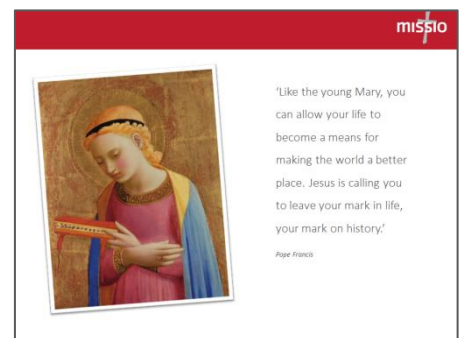 missio
‘Like the young Mary, you
can allow your life to
become a means for
making the world a better
place. Jesus is calling you
to leave your mark in life,
your mark on history.’
Pope Francis